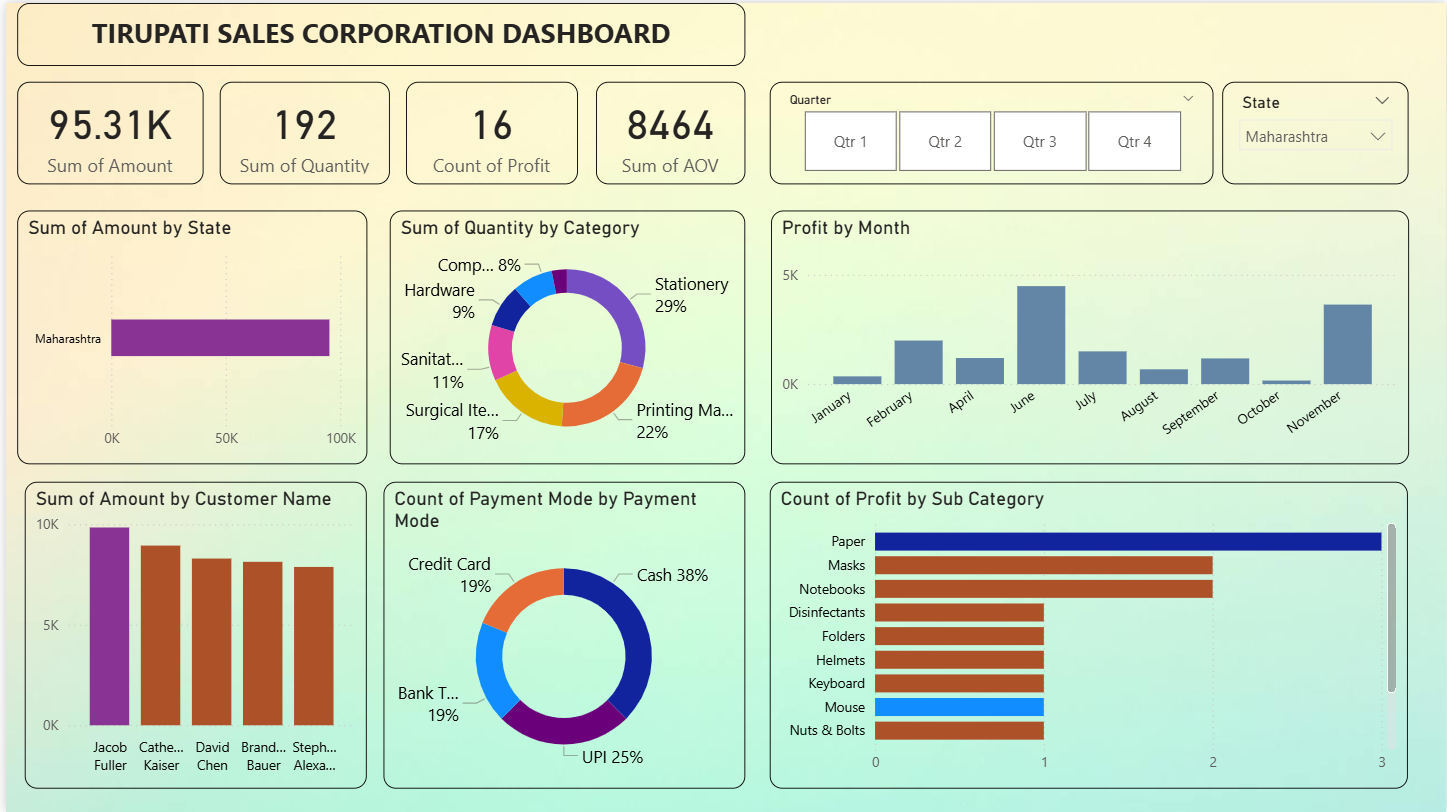 TIRUPATI SALES CORPORATION DASHBOARD
95.31K
Sum of Amount
192
Sum of Quantity
16
Count of Profit
8464
Sum of AOV
Quarter
Qtr 1
Qtr 2
Qtr 3
Qtr 4
State
Maharashtra
Sum of Amount by State
Maharashtra
0K
50K
100K
Sum of Quantity by Category
Comp... 8%
Hardware
9%
Sanitat...
11%
Surgical Ite...
17%
Stationery
29%
Printing Ma...
22%
Profit by Month
5K
0K
January
February
April
June
July
August
September
October
November
Sum of Amount by Customer Name
10K
5K
0K
Jacob
Fuller
Cathe...
Kaiser
David
Chen
Brand...
Bauer
Steph...
Alexa...
Count of Payment Mode by Payment
Mode
Credit Card
19%
Cash 38%
Bank T...
19%
UPI 25%
Count of Profit by Sub Category
Paper
Masks
Notebooks
Disinfectants
Folders
Helmets
Keyboard
Mouse
Nuts & Bolts
0
1
2
3